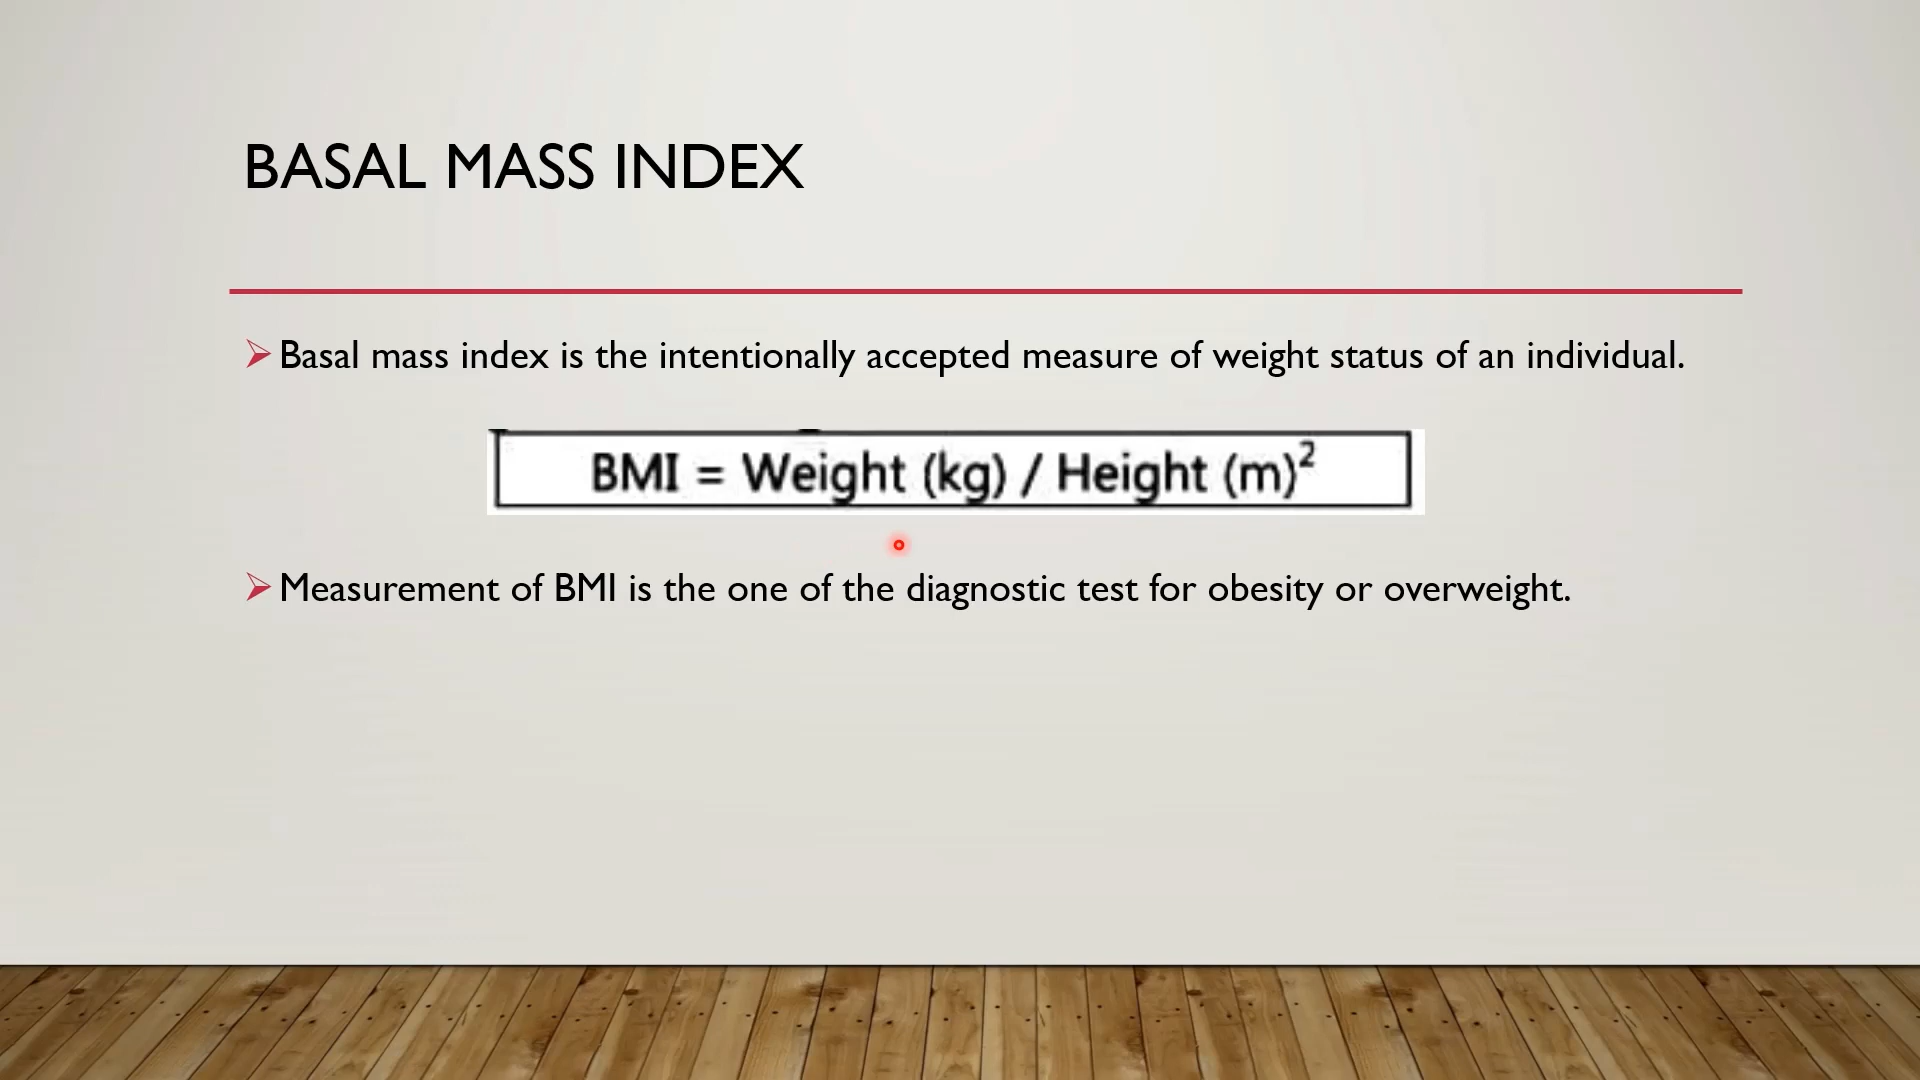 BASAL MASS INDEX
Basal mass index is the intentionally accepted measure of weight status of an individual.
BMI = Weight (kg) / Height (m)²
Measurement of BMI is the one of the diagnostic test for obesity or overweight.